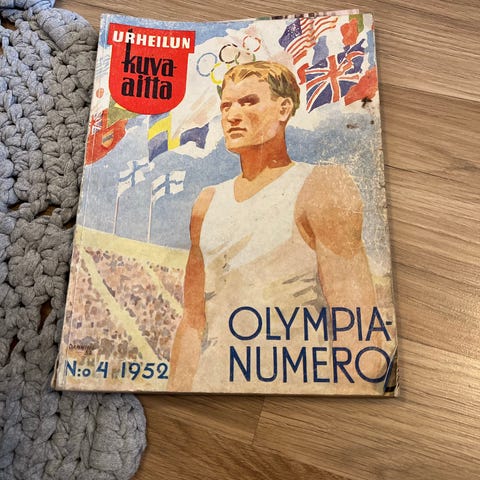 URHEILUN
kuva-
aitta
OLYMPIA-
NUMERO
N:o 4 1952